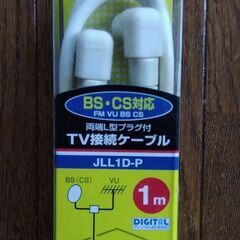 BS・CS対応
FM VU BS CS
両端L型プラグ付
TV接続ケーブル
JLL1D-P
BS(CS)
VU
1m
DIGITAL